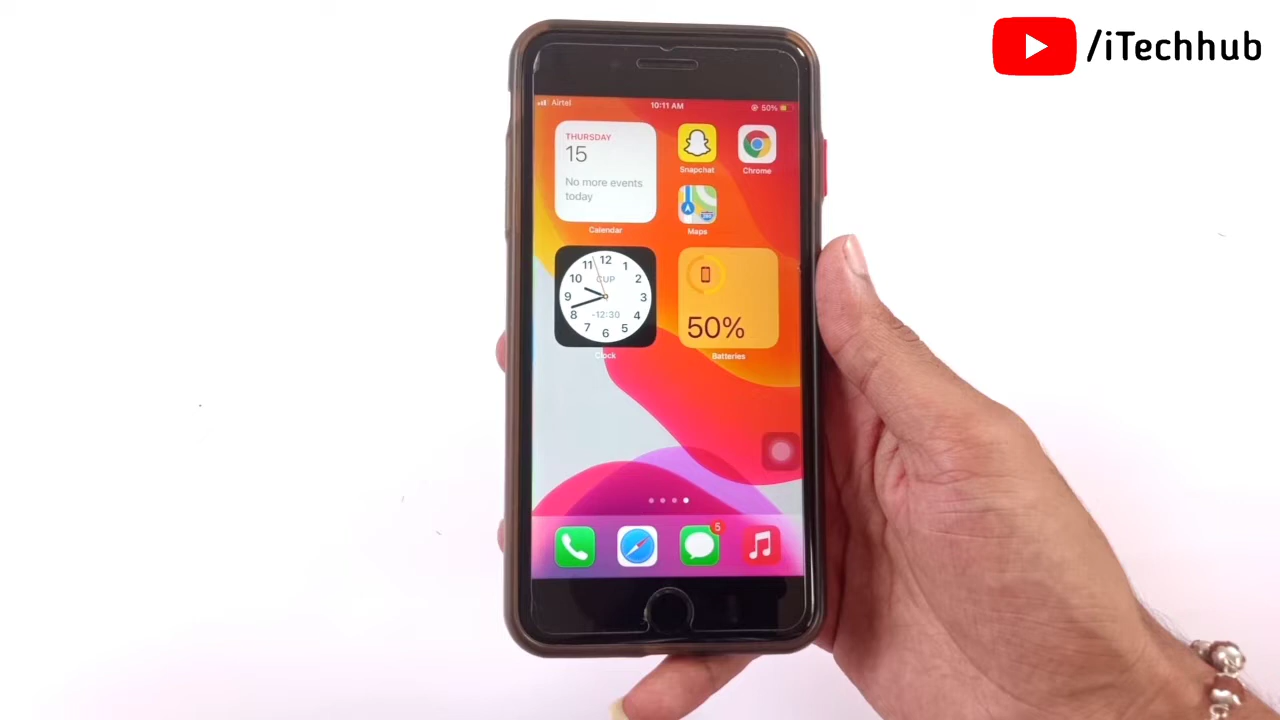 /iTechhub
Airtel
10:11 AM
50%
THURSDAY
15
No more events
today
Calendar
Snapchat
Chrome
Maps
12
1
2
3
4
5
6
7
8
9
10
11
CUP
-12:30
Clock
50%
Batteries
5